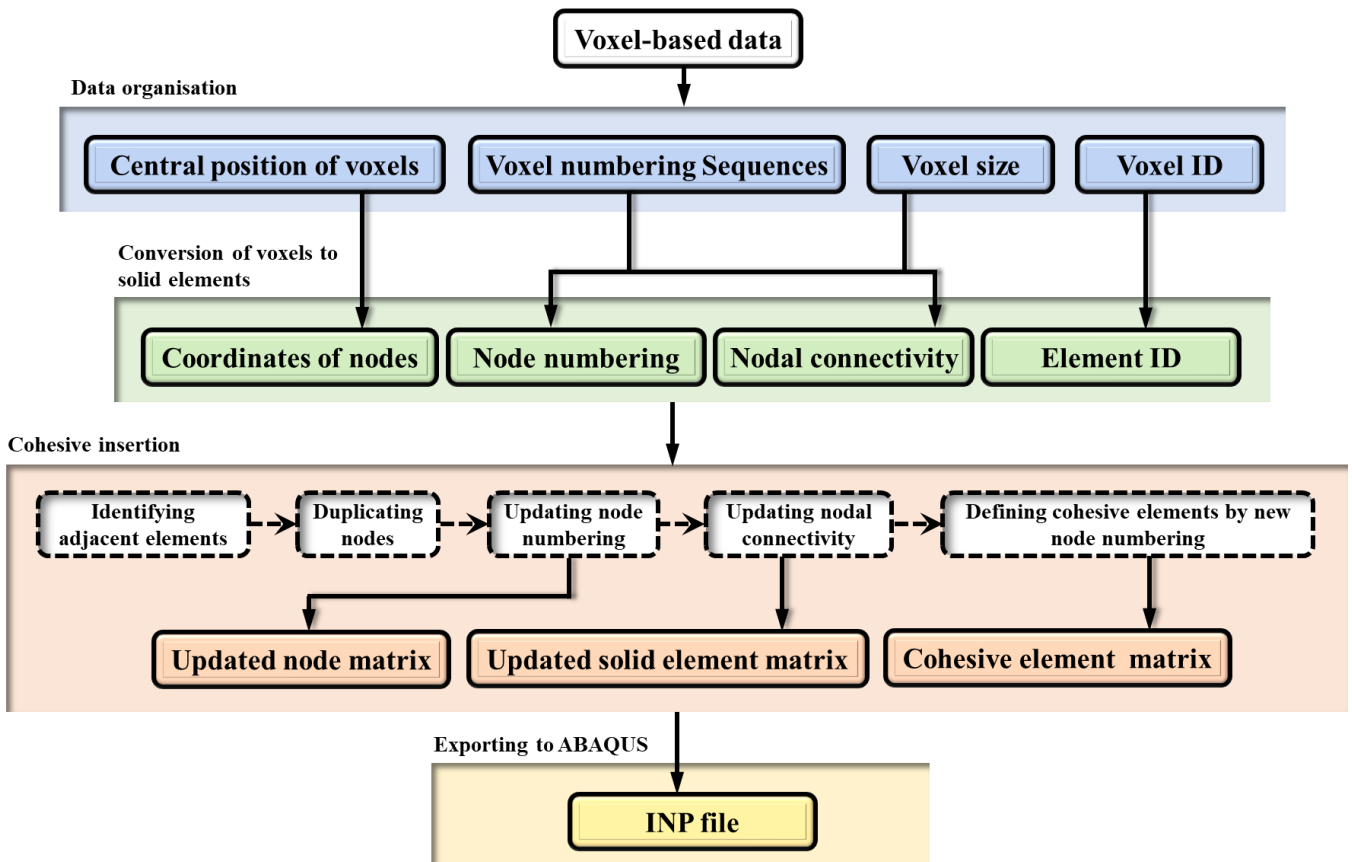 Voxel-based data
Data organisation
Central position of voxels
Voxel numbering Sequences
Voxel size
Voxel ID
Conversion of voxels to
solid elements
Coordinates of nodes
Node numbering
Nodal connectivity
Element ID
Cohesive insertion
Identifying
adjacent elements
Duplicating
nodes
Updating node
numbering
Updating nodal
connectivity
Defining cohesive elements by new
node numbering
Updated node matrix
Updated solid element matrix
Cohesive element matrix
Exporting to ABAQUS
INP file